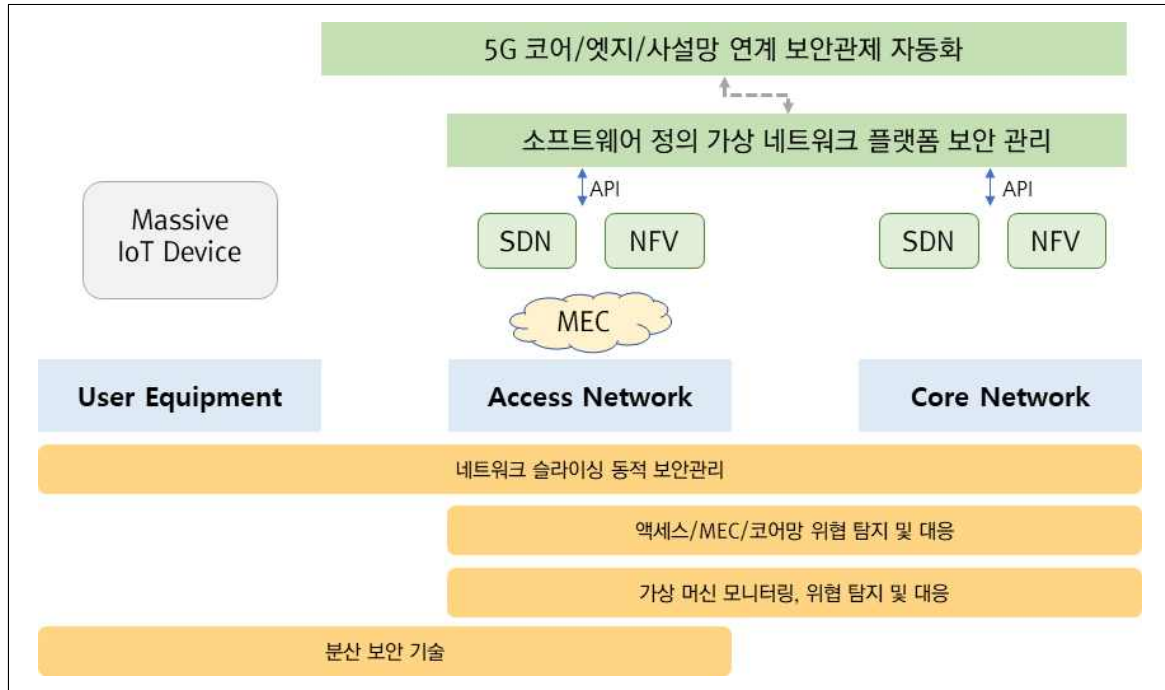 5G 코어/엣지/사설망 연계 보안관제 자동화
소프트웨어 정의 가상 네트워크 플랫폼 보안 관리
API
API
Massive
IoT Device
SDN
NFV
SDN
NFV
MEC
User Equipment
Access Network
Core Network
네트워크 슬라이싱 동적 보안관리
액세스/MEC/코어망 위협 탐지 및 대응
가상 머신 모니터링, 위협 탐지 및 대응
분산 보안 기술